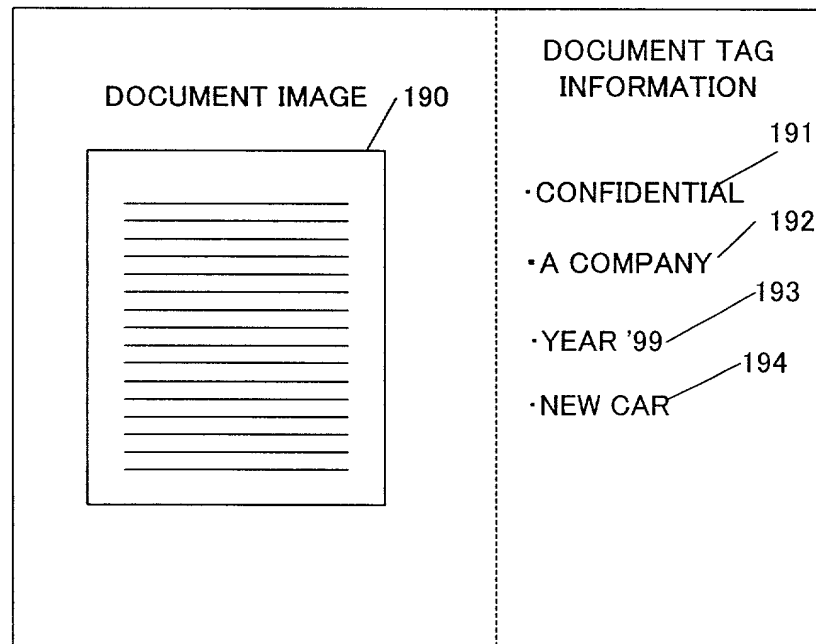 DOCUMENT IMAGE 190
DOCUMENT TAG
INFORMATION
191
·CONFIDENTIAL
192
·A COMPANY
193
·YEAR '99
194
·NEW CAR